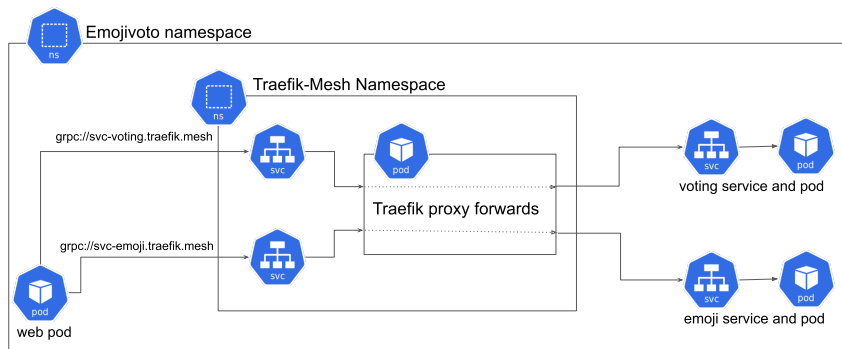 Emojivoto namespace
ns
Traefik-Mesh Namespace
ns
grpc://svc-voting.traefik.mesh
svc
pod
svc
pod
voting service and pod
Traefik proxy forwards
grpc://svc-emoji.traefik.mesh
svc
pod
web pod
svc
pod
emoji service and pod